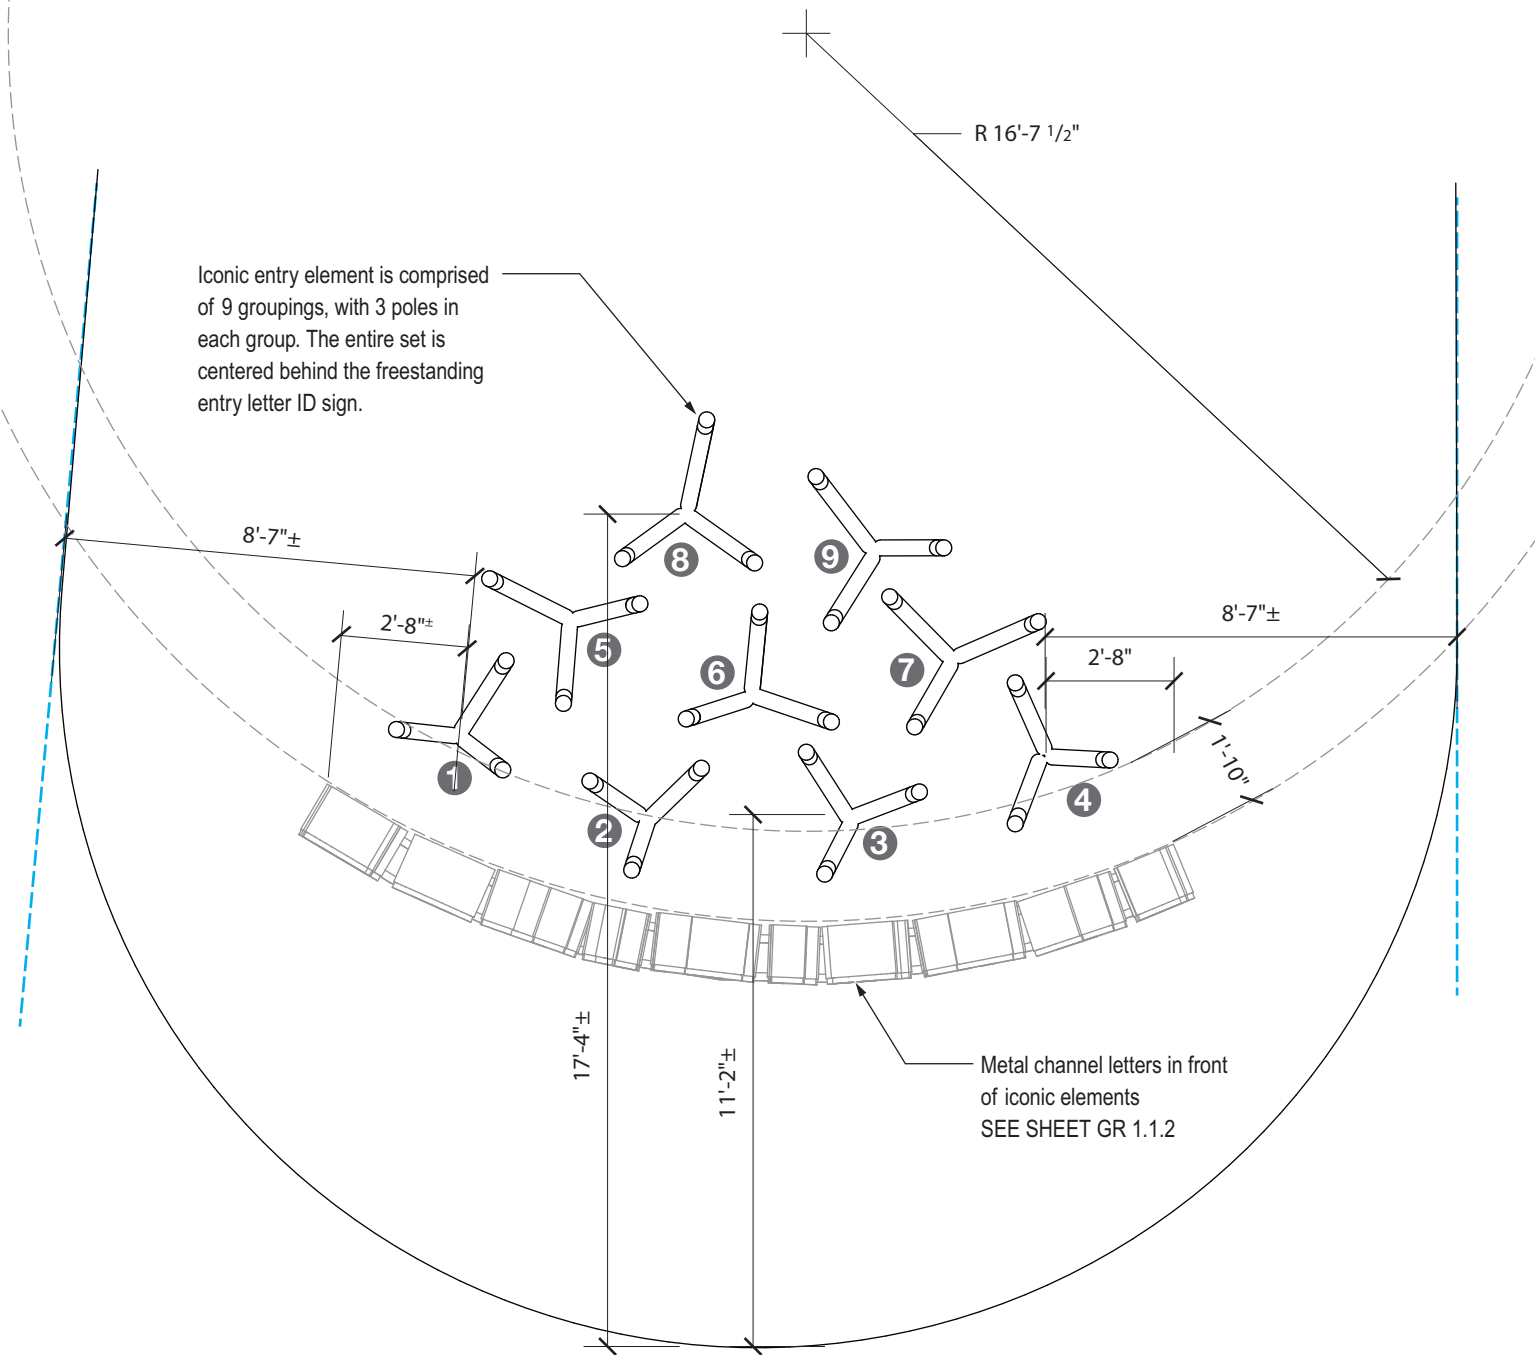 R 16'-7 1/2"
Iconic entry element is comprised
of 9 groupings, with 3 poles in
each group. The entire set is
centered behind the freestanding
entry letter ID sign.
8'-7"±
8
9
8'-7"±
2'-8"±
5
6
7
2'-8"
1'-10"
1
2
3
4
17'-4"±
11'-2"±
Metal channel letters in front
of iconic elements
SEE SHEET GR 1.1.2